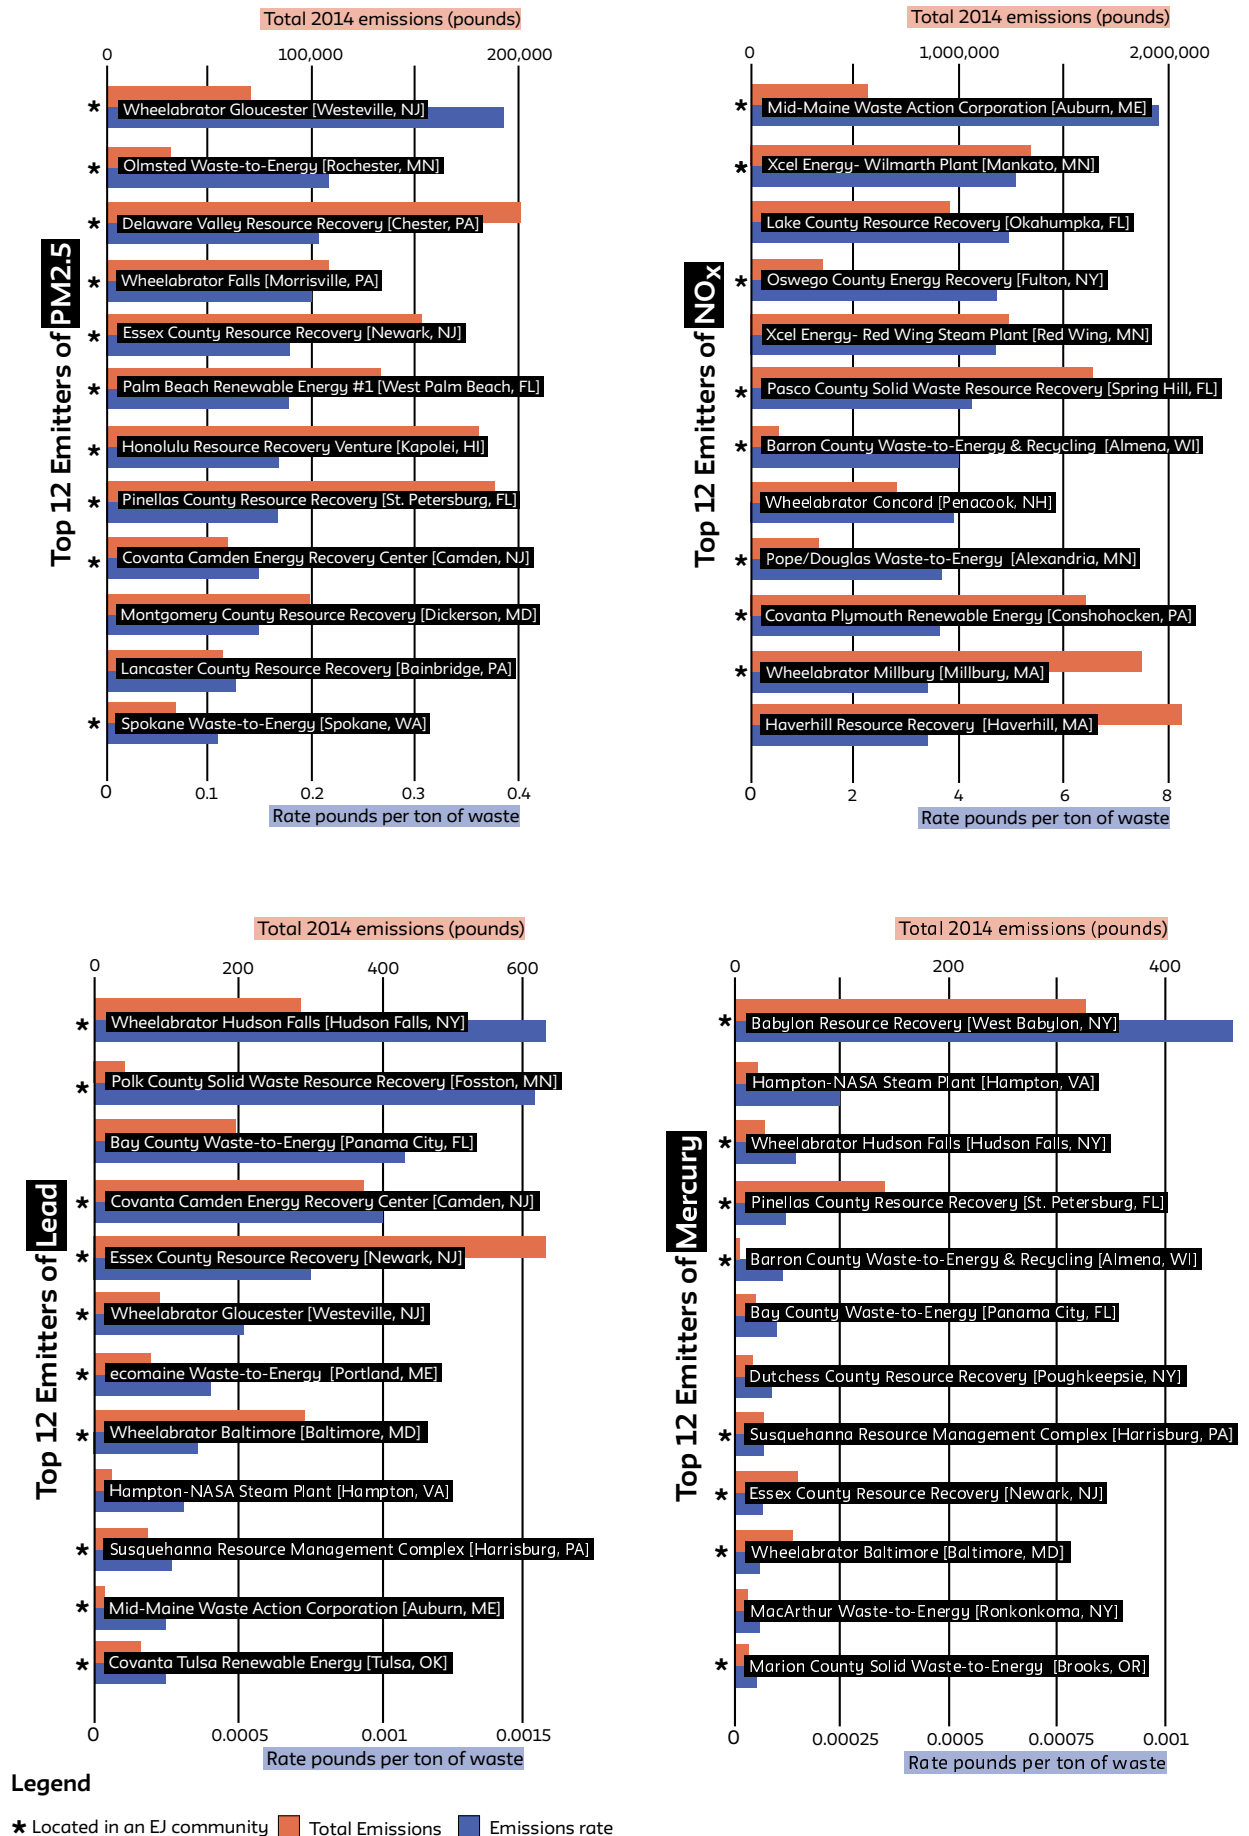 Total 2014 emissions (pounds)
0 100,000 200,000
* Wheelabrator Gloucester [Westeville, NJ]
* Olmsted Waste-to-Energy [Rochester, MN]
* Delaware Valley Resource Recovery [Chester, PA]
* Wheelabrator Falls [Morrisville, PA]
* Essex County Resource Recovery [Newark, NJ]
* Palm Beach Renewable Energy #1 [West Palm Beach, FL]
* Honolulu Resource Recovery Venture [Kapolei, HI]
* Pinellas County Resource Recovery [St. Petersburg, FL]
* Covanta Camden Energy Recovery Center [Camden, NJ]
Montgomery County Resource Recovery [Dickerson, MD]
Lancaster County Resource Recovery [Bainbridge, PA]
* Spokane Waste-to-Energy [Spokane, WA]
Top 12 Emitters of PM2.5
0 0.1 0.2 0.3 0.4
Rate pounds per ton of waste
Total 2014 emissions (pounds)
0 1,000,000 2,000,000
* Mid-Maine Waste Action Corporation [Auburn, ME]
* Xcel Energy- Wilmarth Plant [Mankato, MN]
Lake County Resource Recovery [Okahumpka, FL]
* Oswego County Energy Recovery [Fulton, NY]
Xcel Energy- Red Wing Steam Plant [Red Wing, MN]
* Pasco County Solid Waste Resource Recovery [Spring Hill, FL]
* Barron County Waste-to-Energy & Recycling [Almena, WI]
Wheelabrator Concord [Penacook, NH]
* Pope/Douglas Waste-to-Energy [Alexandria, MN]
* Covanta Plymouth Renewable Energy [Conshohocken, PA]
* Wheelabrator Millbury [Millbury, MA]
Haverhill Resource Recovery [Haverhill, MA]
Top 12 Emitters of NOx
0 2 4 6 8
Rate pounds per ton of waste
Total 2014 emissions (pounds)
0 200 400 600
* Wheelabrator Hudson Falls [Hudson Falls, NY]
* Polk County Solid Waste Resource Recovery [Fosston, MN]
Bay County Waste-to-Energy [Panama City, FL]
* Covanta Camden Energy Recovery Center [Camden, NJ]
* Essex County Resource Recovery [Newark, NJ]
* Wheelabrator Gloucester [Westeville, NJ]
* ecomaine Waste-to-Energy [Portland, ME]
* Wheelabrator Baltimore [Baltimore, MD]
Hampton-NASA Steam Plant [Hampton, VA]
* Susquehanna Resource Management Complex [Harrisburg, PA]
* Mid-Maine Waste Action Corporation [Auburn, ME]
* Covanta Tulsa Renewable Energy [Tulsa, OK]
Top 12 Emitters of Lead
0 0.0005 0.001 0.0015
Rate pounds per ton of waste
Total 2014 emissions (pounds)
0 200 400
* Babylon Resource Recovery [West Babylon, NY]
Hampton-NASA Steam Plant [Hampton, VA]
* Wheelabrator Hudson Falls [Hudson Falls, NY]
* Pinellas County Resource Recovery [St. Petersburg, FL]
* Barron County Waste-to-Energy & Recycling [Almena, WI]
Bay County Waste-to-Energy [Panama City, FL]
Dutchess County Resource Recovery [Poughkeepsie, NY]
* Susquehanna Resource Management Complex [Harrisburg, PA]
* Essex County Resource Recovery [Newark, NJ]
* Wheelabrator Baltimore [Baltimore, MD]
MacArthur Waste-to-Energy [Ronkonkoma, NY]
* Marion County Solid Waste-to-Energy [Brooks, OR]
Top 12 Emitters of Mercury
0 0.00025 0.0005 0.00075 0.001
Rate pounds per ton of waste
Legend
* Located in an EJ community Total Emissions Emissions rate